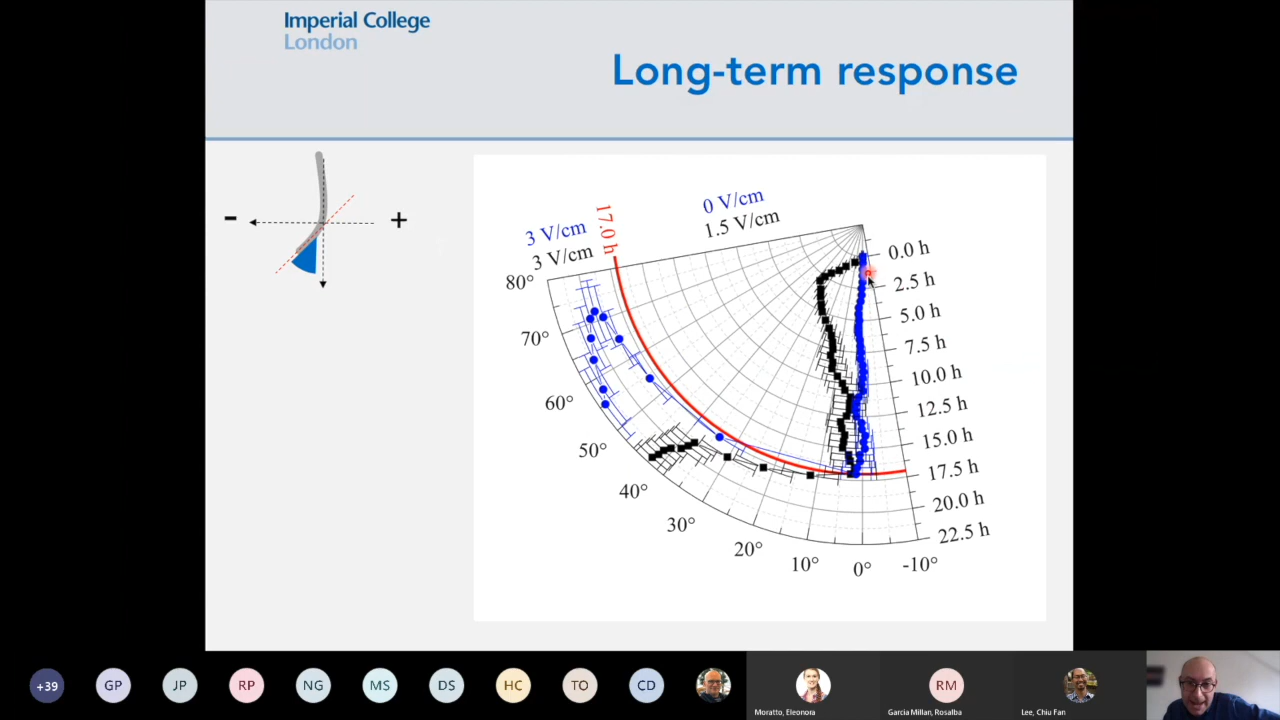 Imperial College
London
Long-term response
-
+
0 V/cm
1.5 V/cm
3 V/cm
3 V/cm
17.0 h
80°
70°
60°
50°
40°
30°
20°
10°
0°
-10°
0.0 h
2.5 h
5.0 h
7.5 h
10.0 h
12.5 h
15.0 h
17.5 h
20.0 h
22.5 h
+39
GP
JP
RP
NG
MS
DS
HC
TO
CD
RM
Moratto, Eleonora
Garcia Millan, Rosalba
Lee, Chiu Fan